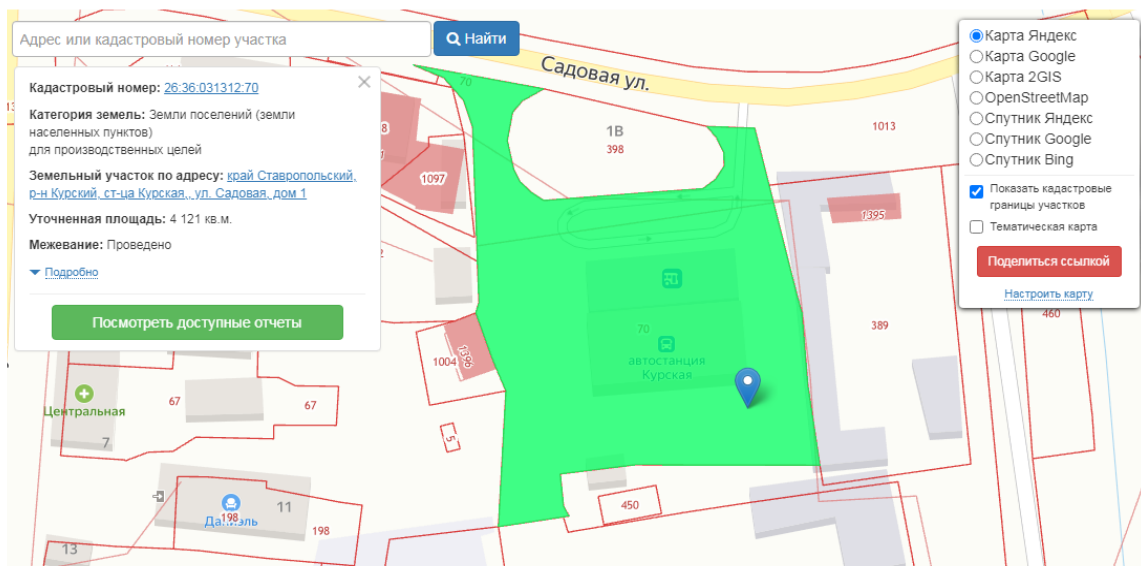 Адрес или кадастровый номер участка
Найти
Кадастровый номер: 26:36:031312:70
Категория земель: Земли поселений (земли
населенных пунктов)
для производственных целей
Земельный участок по адресу: край Ставропольский,
р-н Курский, ст-ца Курская,, ул. Садовая, дом 1
Уточненная площадь: 4 121 кв.м.
Межевание: Проведено
Подробно
Посмотреть доступные отчеты
Карта Яндекс
Карта Google
Карта 2GIS
OpenStreetMap
Спутник Яндекс
Спутник Google
Спутник Bing
Показать кадастровые
границы участков
Тематическая карта
Поделиться ссылкой
Настроить карту
Садовая ул.
70
1В
398
1013
1097
1395
389
460
70
автостанция
Курская
1004
1396
Центральная
67
67
7
5
450
Даниэль
198
11
198
13